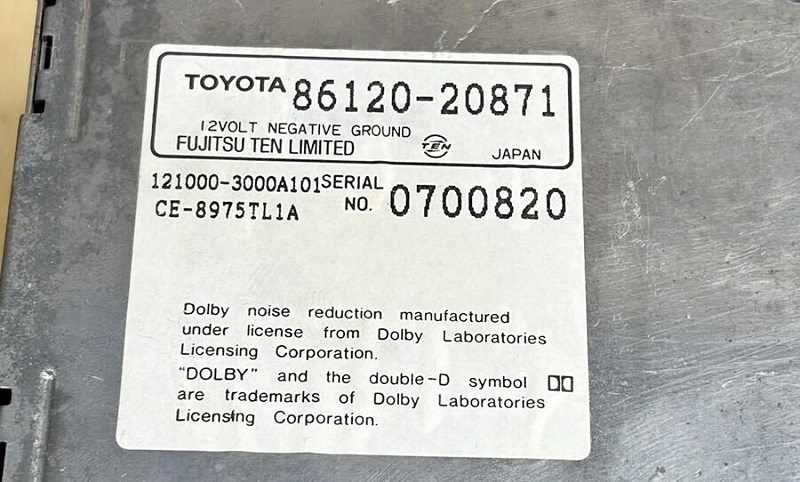 TOYOTA 86120-20871
12VOLT NEGATIVE GROUND
FUJITSU TEN LIMITED TEN JAPAN
121000-3000A101 SERIAL NO. 0700820
CE-8975TL1A
Dolby noise reduction manufactured
under license from Dolby Laboratories
Licensing Corporation.
"DOLBY" and the double-D symbol
are trademarks of Dolby Laboratories
Licensing Corporation.